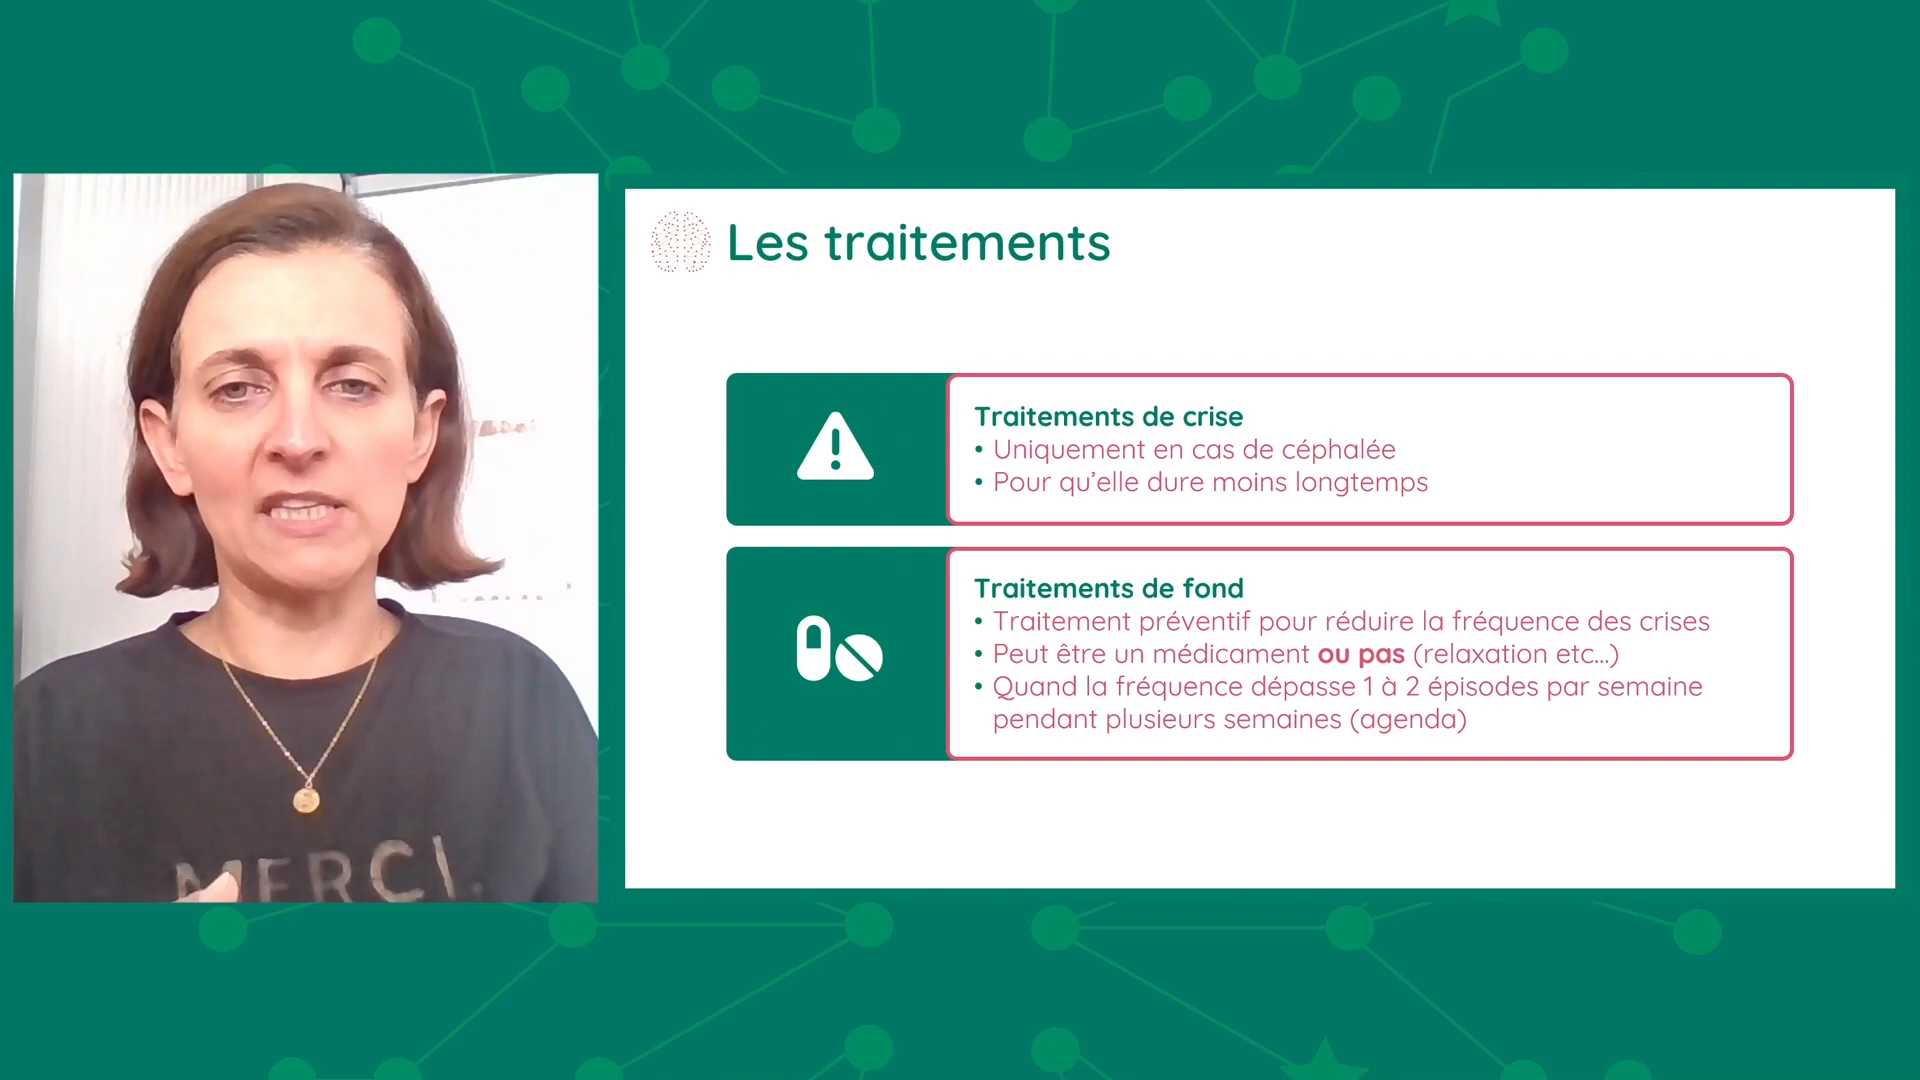 Les traitements
Traitements de crise
• Uniquement en cas de céphalée
• Pour qu’elle dure moins longtemps
Traitements de fond
• Traitement préventif pour réduire la fréquence des crises
• Peut être un médicament ou pas (relaxation etc...)
• Quand la fréquence dépasse 1 à 2 épisodes par semaine
pendant plusieurs semaines (agenda)
MERCI.